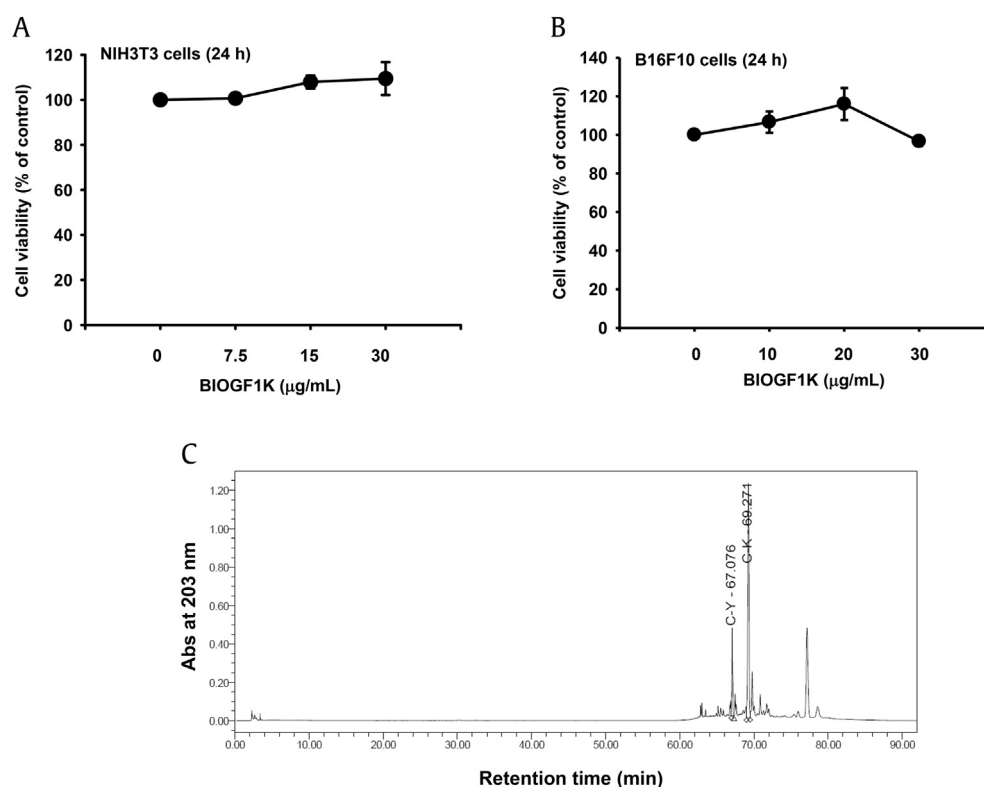 A
NIH3T3 cells (24 h)
Cell viability (% of control)
120
100
80
60
40
20
0
0 7.5 15 30
BIOGF1K (μg/mL)
B
B16F10 cells (24 h)
Cell viability (% of control)
140
120
100
80
60
40
20
0
0 10 20 30
BIOGF1K (μg/mL)
C
Abs at 203 nm
1.20
1.00
0.80
0.60
0.40
0.20
0.00
C-Y - 67.076
C-K - 69.271
0.00 10.00 20.00 30.00 40.00 50.00 60.00 70.00 80.00 90.00
Retention time (min)